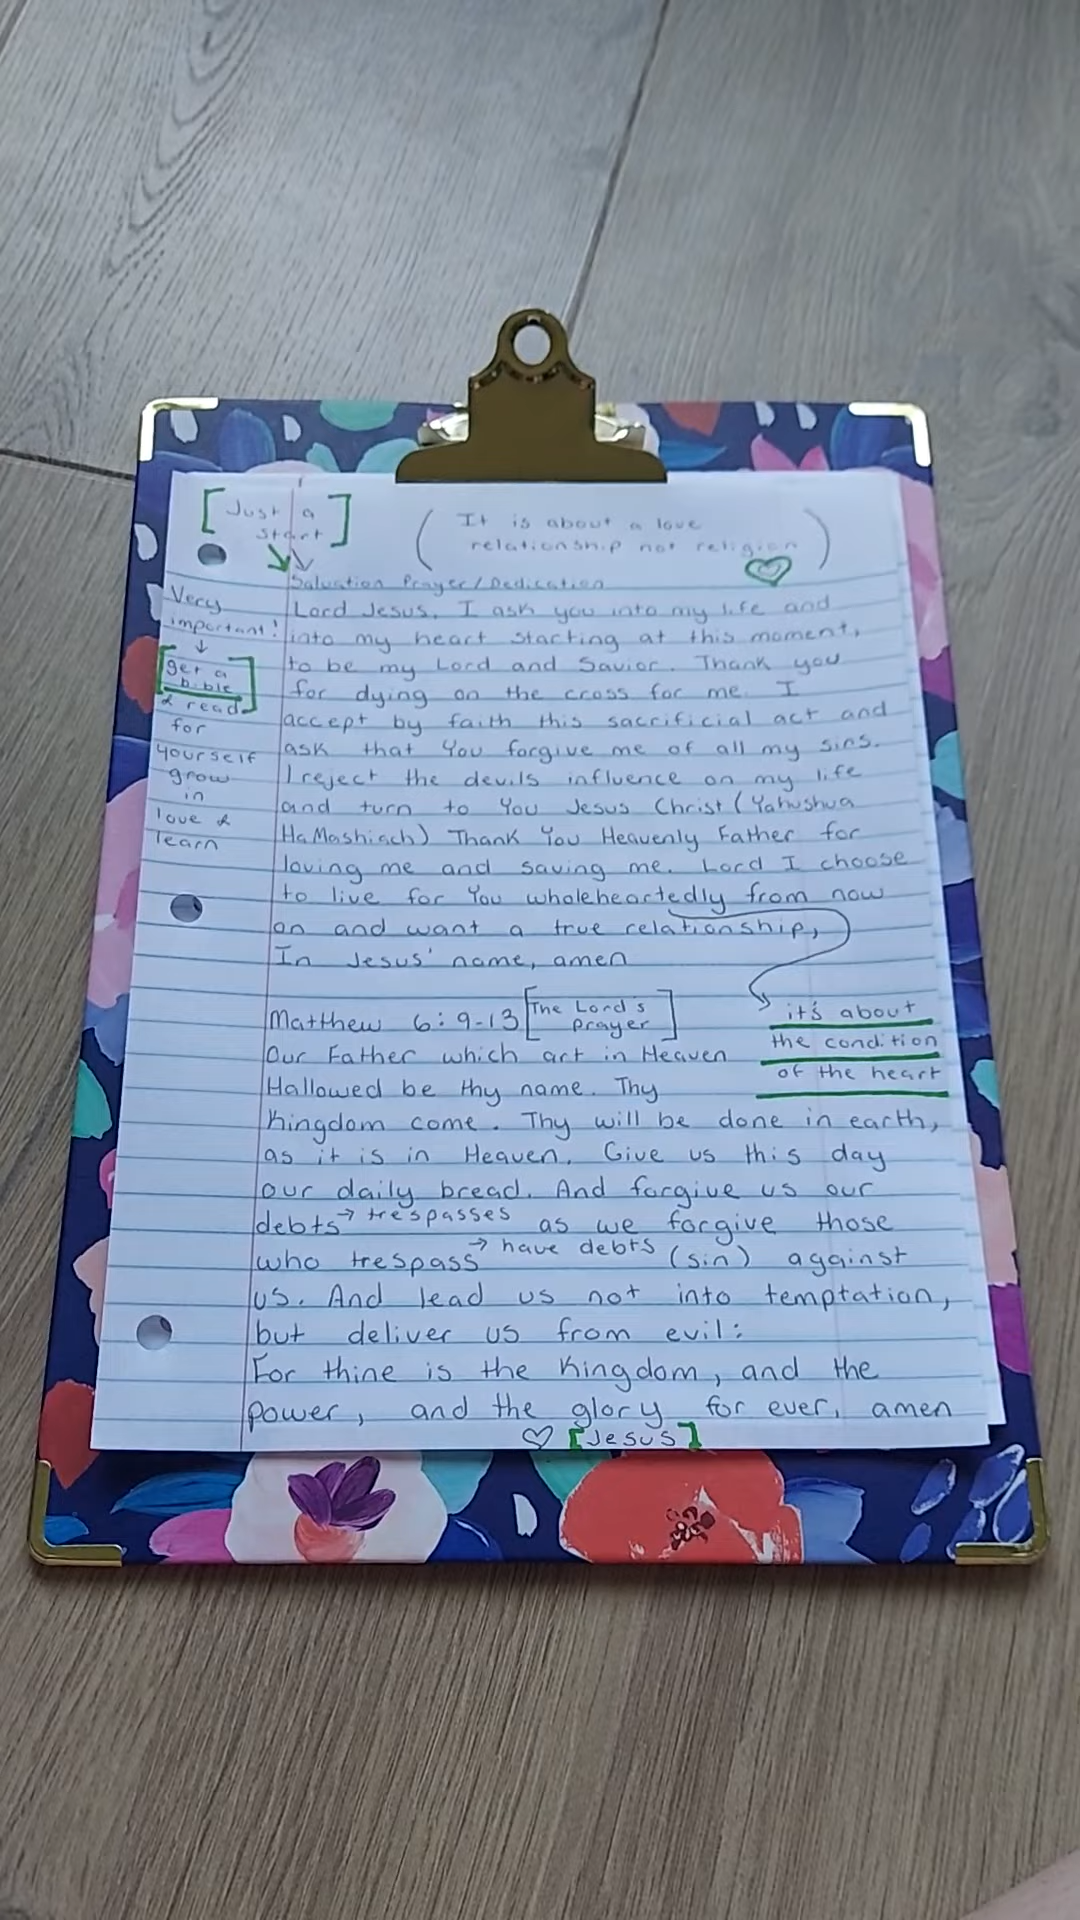 [Just a
start]
(It is about a love
relationship not religion)
Salvation Prayer/Dedication
Very
important!
↓
[get a
bible]
& read
for
yourself
grow
in
love &
learn
Lord Jesus, I ask you into my life and
into my heart starting at this moment,
to be my Lord and Savior. Thank you
for dying on the cross for me. I
accept by faith this sacrificial act and
ask that You forgive me of all my sins.
I reject the devils influence on my life
and turn to You Jesus Christ (Yahushua
HaMashiach) Thank You Heavenly Father for
loving me and saving me. Lord I choose
to live for You wholeheartedly from now
on and want a true relationship,
In Jesus' name, amen
it's about
the condition
of the heart
Matthew 6:9-13 [The Lord's
Prayer]
Our Father which art in Heaven
Hallowed be thy name. Thy
Kingdom come. Thy will be done in earth,
as it is in Heaven. Give us this day
our daily bread. And forgive us our
debts → trespasses as we forgive those
who trespass → have debts (sin) against
us. And lead us not into temptation,
but deliver us from evil:
For thine is the Kingdom, and the
power, and the glory for ever, amen
♡ [Jesus]